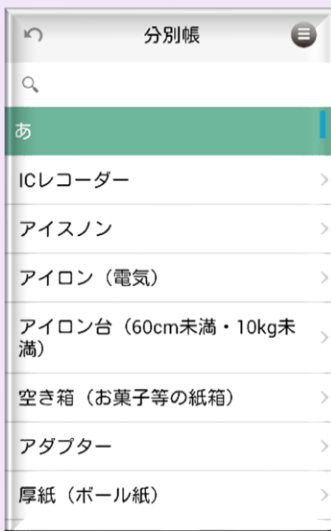 分別帳
あ
ICレコーダー
アイスノン
アイロン（電気）
アイロン台（60cm未満・10kg未
満）
空き箱（お菓子等の紙箱）
アダプター
厚紙（ボール紙）